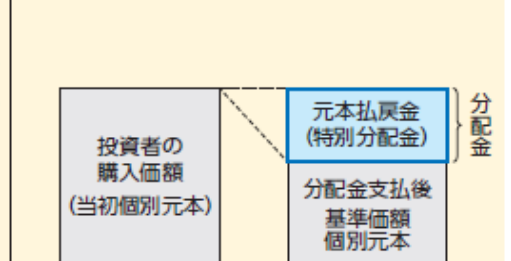 投資者の
購入価額
(当初個別元本)
元本払戻金
(特別分配金)
分配金
分配金支払後
基準価額
個別元本